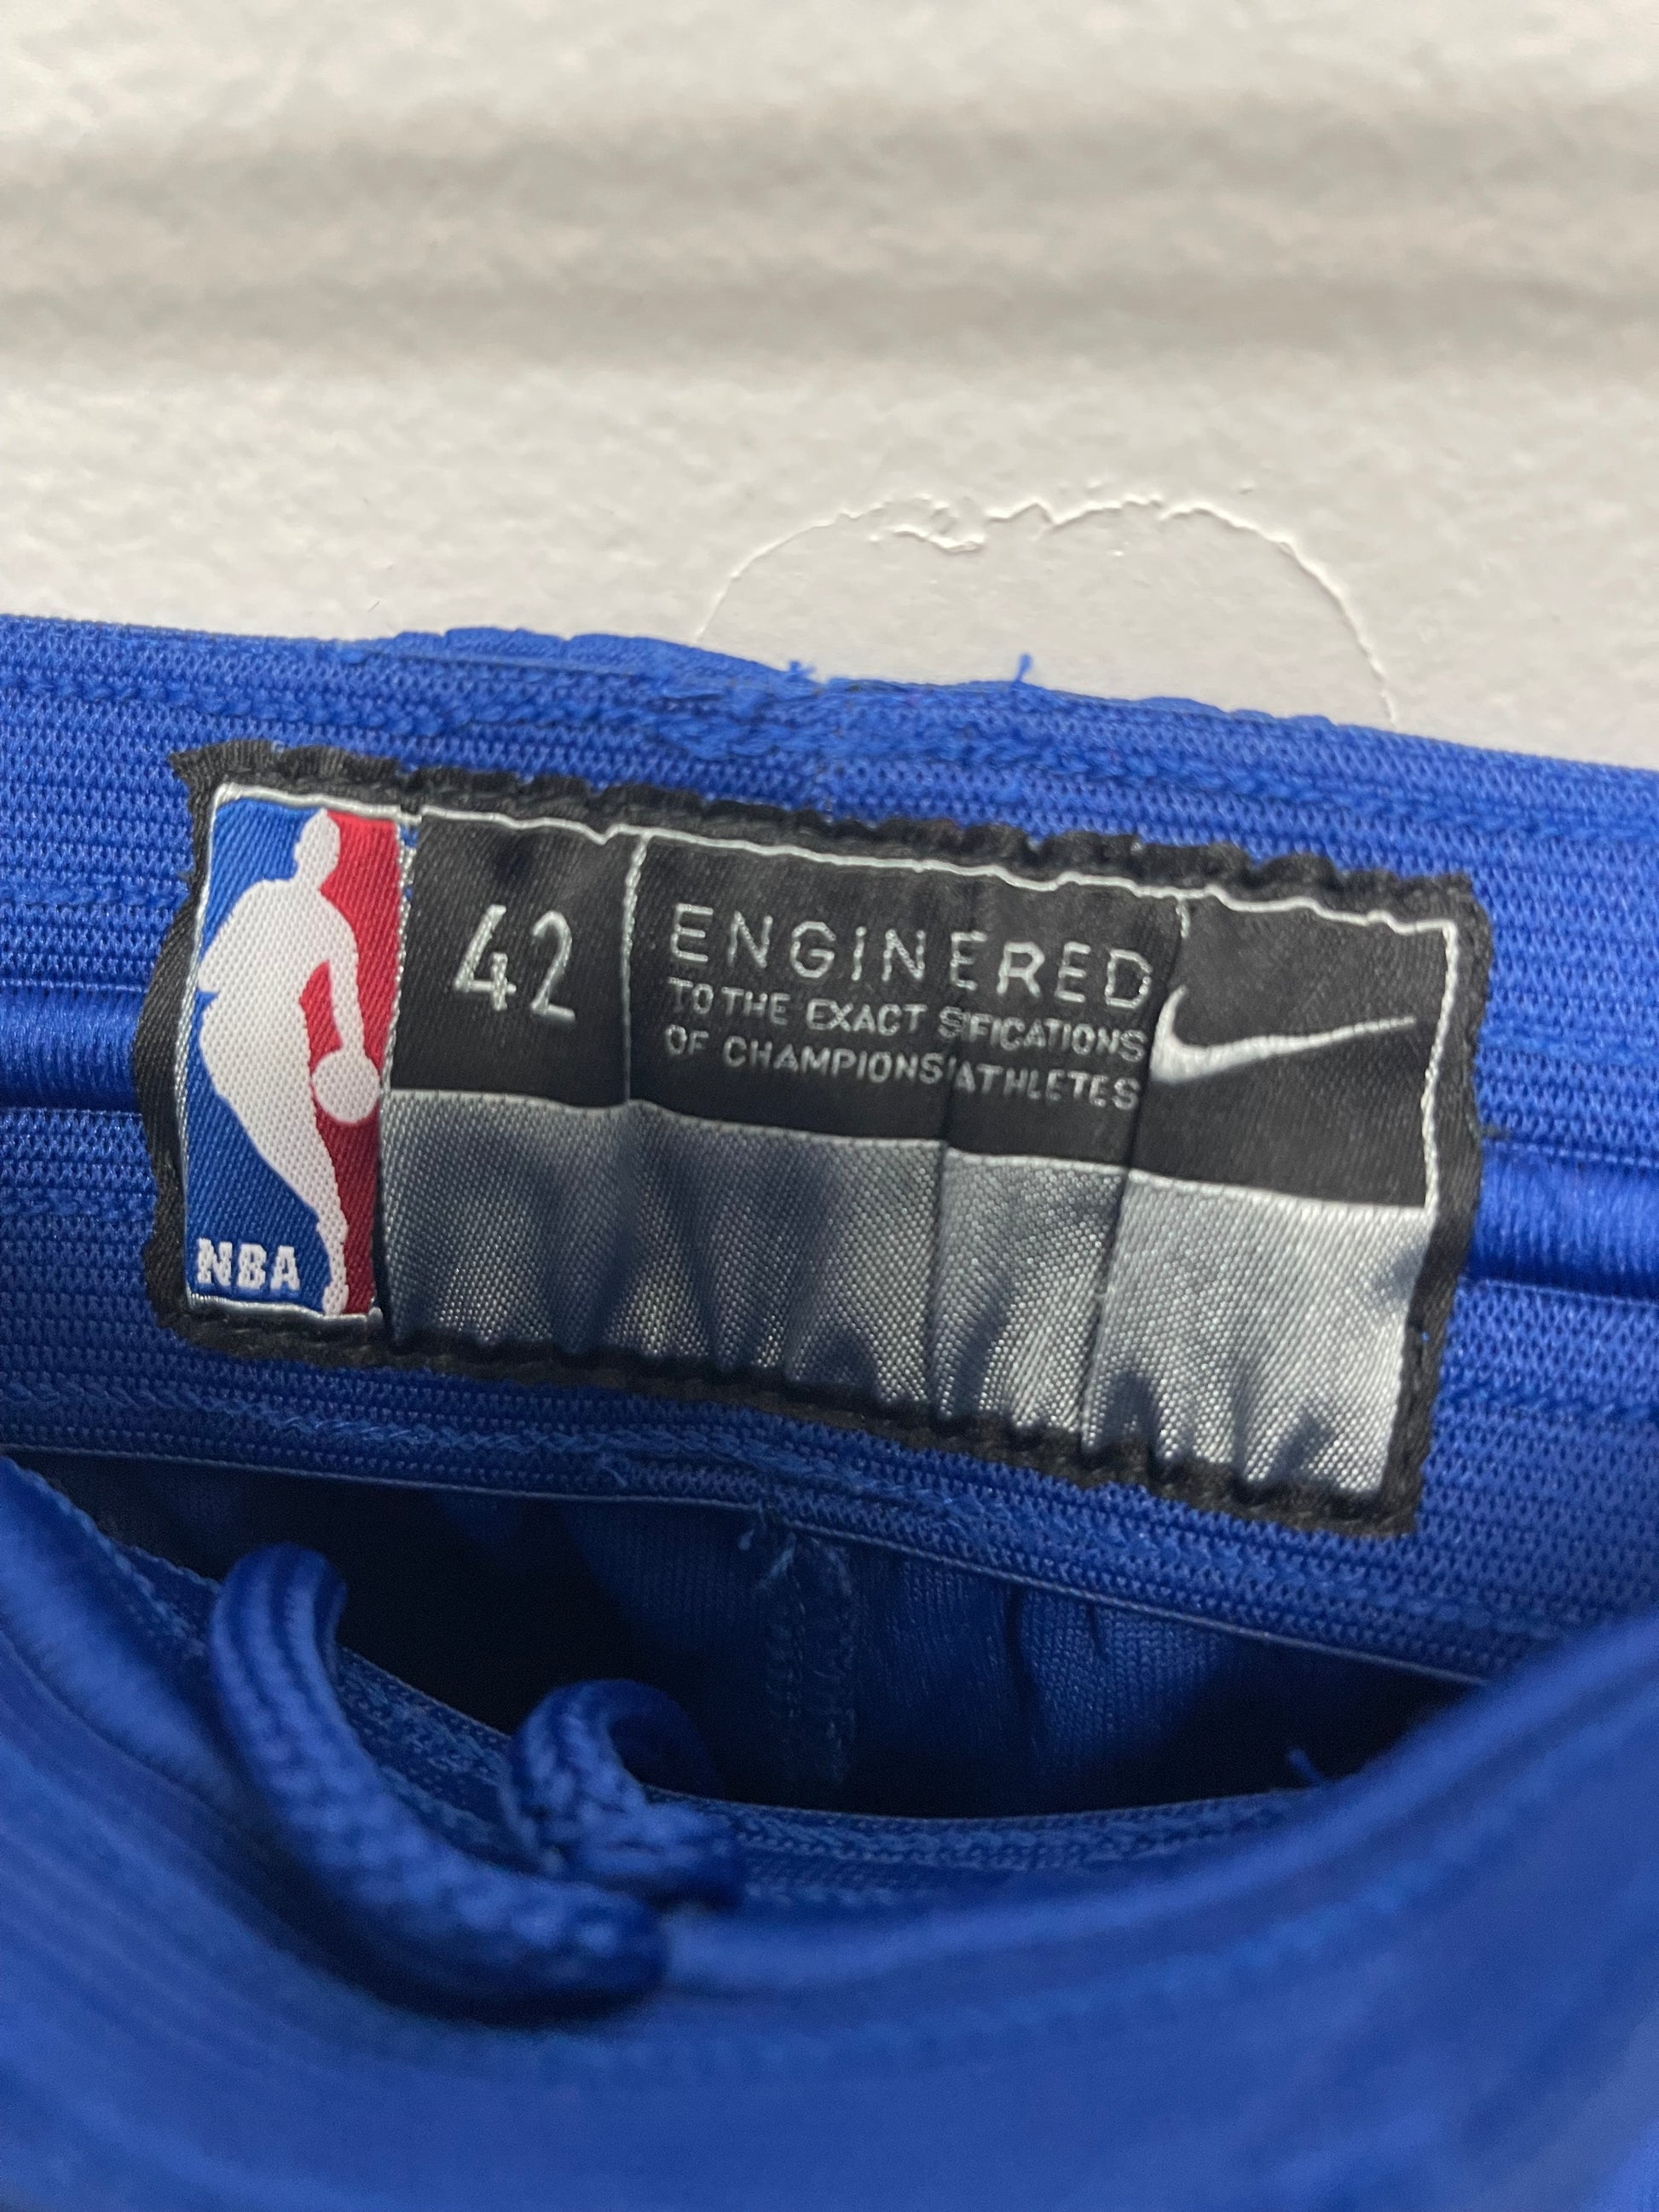 NBA
42
ENGINERED
TO THE EXACT SIFICATIONS
OF CHAMPIONS ATHLETES